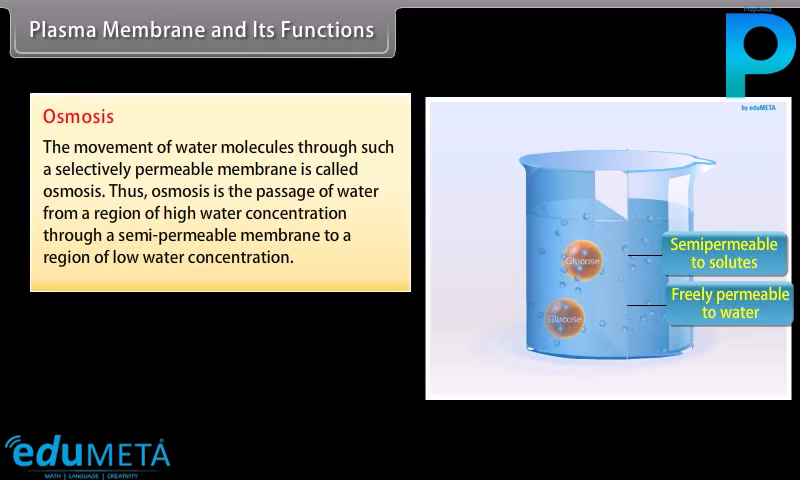 Plasma Membrane and Its Functions
P
by eduMETA
Osmosis
The movement of water molecules through such
a selectively permeable membrane is called
osmosis. Thus, osmosis is the passage of water
from a region of high water concentration
through a semi-permeable membrane to a
region of low water concentration.
Glucose
Glucose
Semipermeable
to solutes
Freely permeable
to water
eduMETA
MATH | LANGUAGE | CREATIVITY